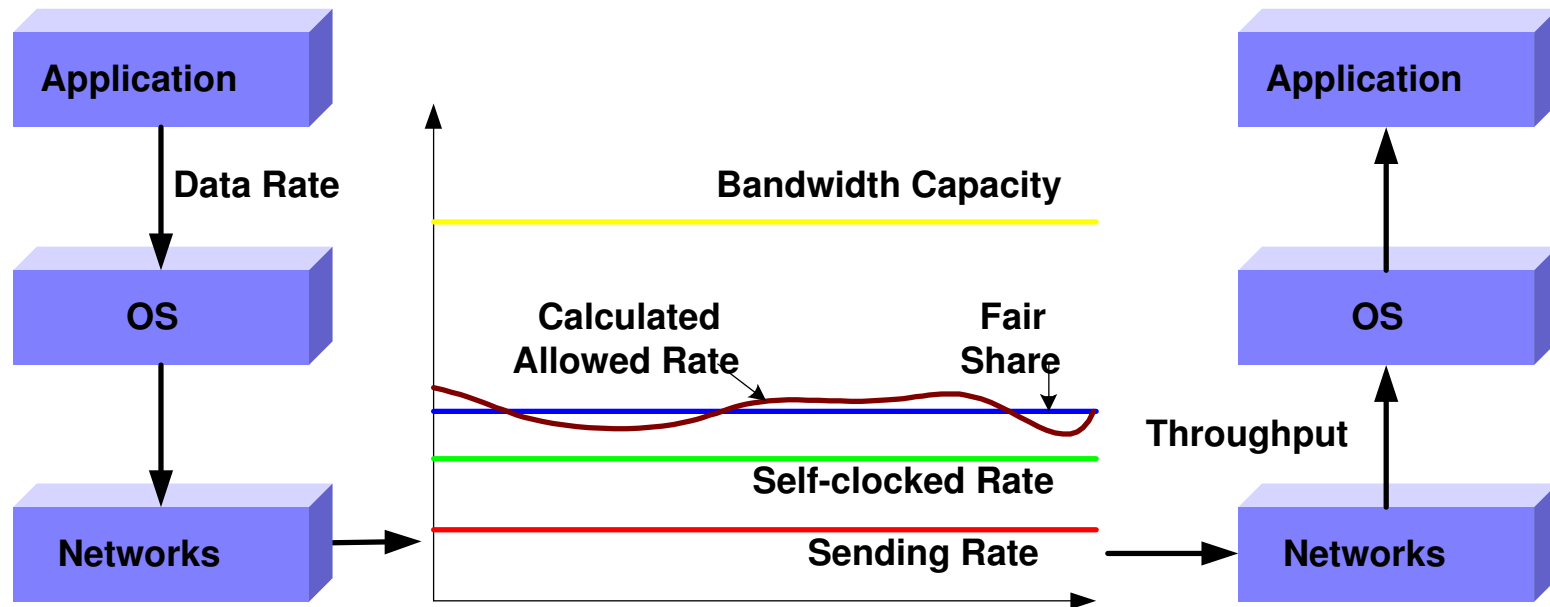 Application
Data Rate
OS
Networks
Bandwidth Capacity
Calculated
Allowed Rate
Fair
Share
Self-clocked Rate
Sending Rate
Application
OS
Throughput
Networks